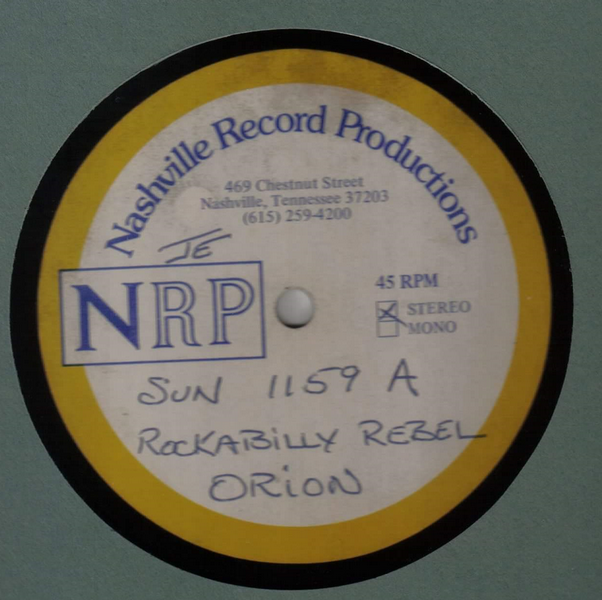 Nashville Record Productions
469 Chestnut Street
Nashville, Tennessee 37203
(615) 259-4200
JE
NRP
45 RPM
STEREO
MONO
SUN 1159 A
ROCKABILLY REBEL
ORION